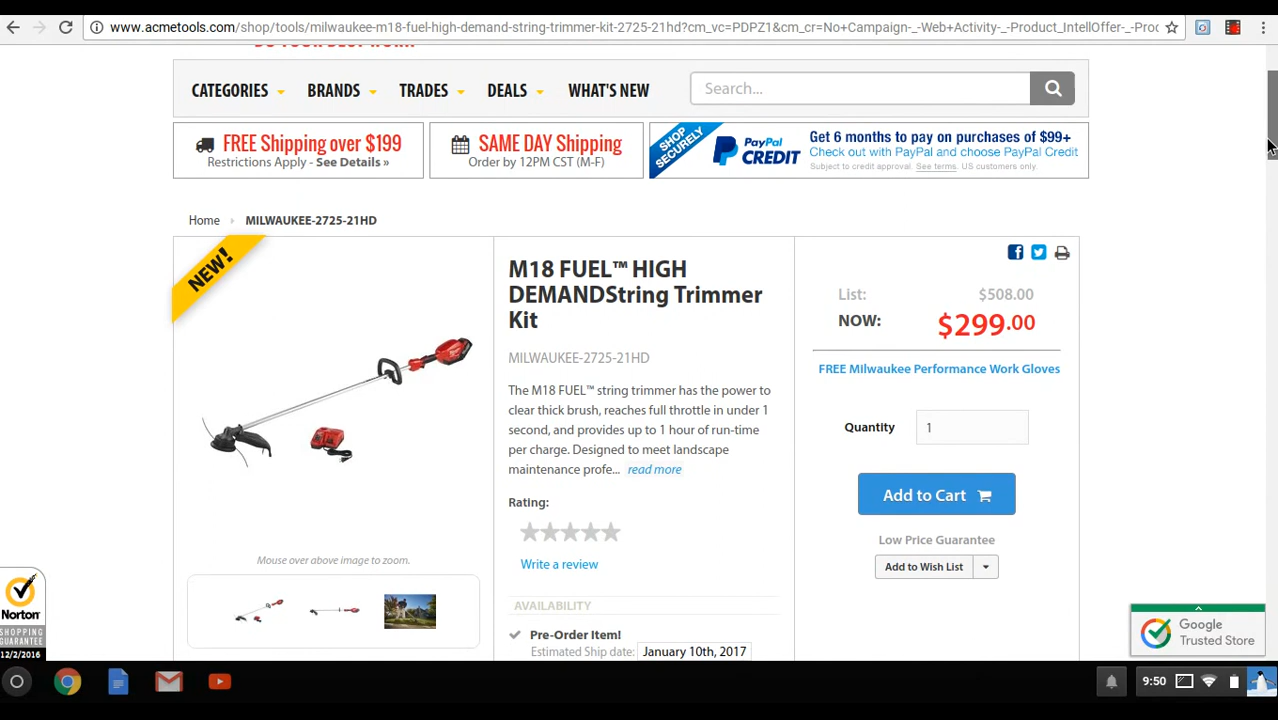 www.acmetools.com/shop/tools/milwaukee-m18-fuel-high-demand-string-trimmer-kit-2725-21hd?cm_vc=PDPZ1&cm_cr=No+Campaign-_-Web+Activity-_-Product_IntellOffer-_-Proc
CATEGORIES BRANDS TRADES DEALS WHAT'S NEW Search...
FREE Shipping over $199
Restrictions Apply - See Details »
SAME DAY Shipping
Order by 12PM CST (M-F)
SHOP SECURELY
PayPal CREDIT
Get 6 months to pay on purchases of $99+
Check out with PayPal and choose PayPal Credit
Subject to credit approval. See terms. US customers only.
Home MILWAUKEE-2725-21HD
NEW!
M18 FUEL™ HIGH
DEMANDString Trimmer
Kit
MILWAUKEE-2725-21HD
The M18 FUEL™ string trimmer has the power to
clear thick brush, reaches full throttle in under 1
second, and provides up to 1 hour of run-time
per charge. Designed to meet landscape
maintenance profe... read more
Rating:
Write a review
AVAILABILITY
Pre-Order Item!
Estimated Ship date: January 10th, 2017
List: $508.00
NOW: $299.00
FREE MIlwaukee Performance Work Gloves
Quantity 1
Add to Cart
Low Price Guarantee
Add to Wish List
Mouse over above image to zoom.
Norton
SHOPPING
GUARANTEE
12/2/2016
Google
Trusted Store
9:50